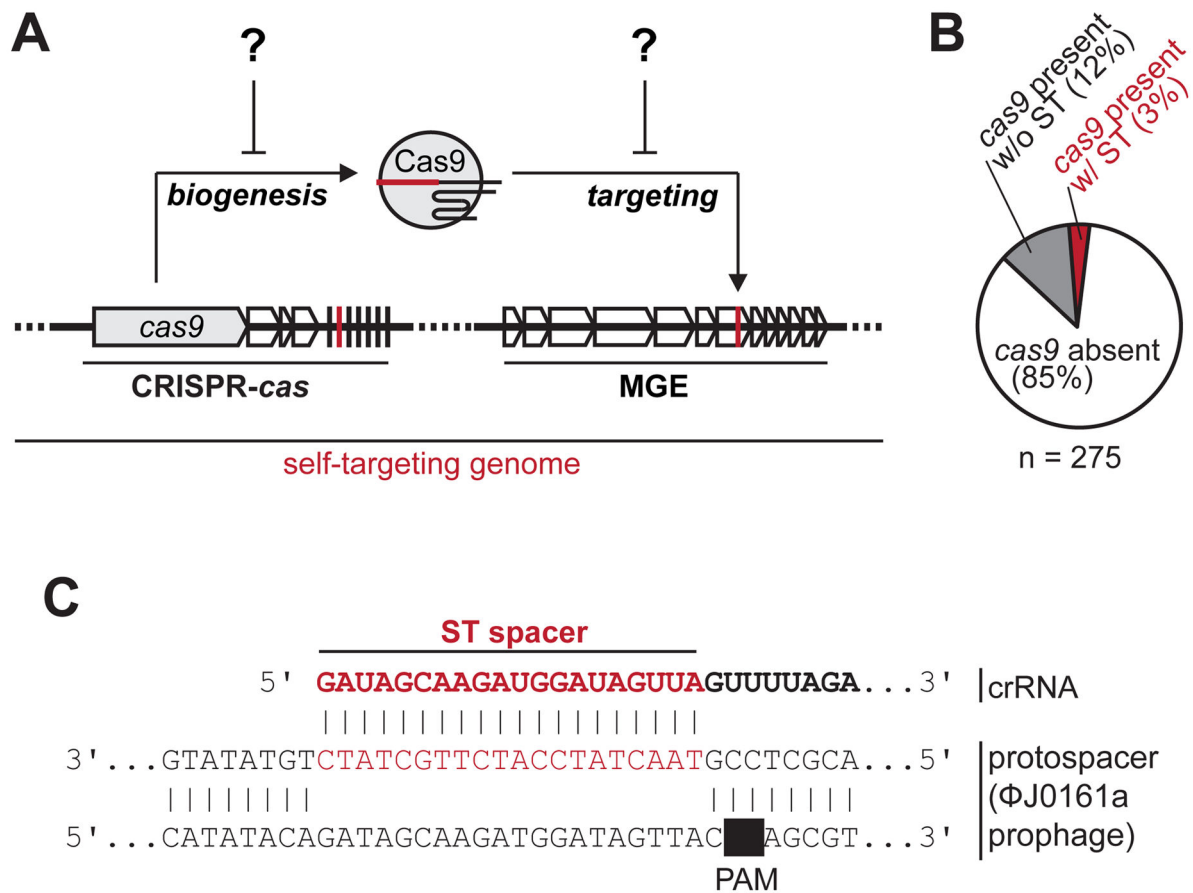 A
?
?
Cas9
biogenesis
targeting
cas9
CRISPR-cas
MGE
self-targeting genome
B
cas9 present
w/o ST (12%)
cas9 present
w/ ST (3%)
cas9 absent
(85%)
n = 275
C
ST spacer
5' GAUAGCAAGAUGGAUAGUUAGUUUUAGA...3'
crRNA
3'...GTATATGTCTATCGTTCTACCTATCAATGCCTCGCA...5'
5'...CATATACAGATAGCAAGATGGATAGTTAC AGCGT...3'
protospacer
(ΦJ0161a
prophage)
PAM